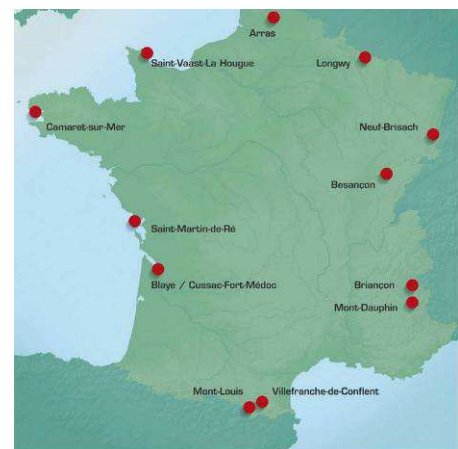 Arras
Saint-Vaast-La Hougue
Longwy
Camaret-sur-Mer
Neuf-Brisach
Besançon
Saint-Martin-de-Ré
Blaye / Cussac-Fort-Médoc
Briançon
Mont-Dauphin
Mont-Louis
Villefranche-de-Conflent